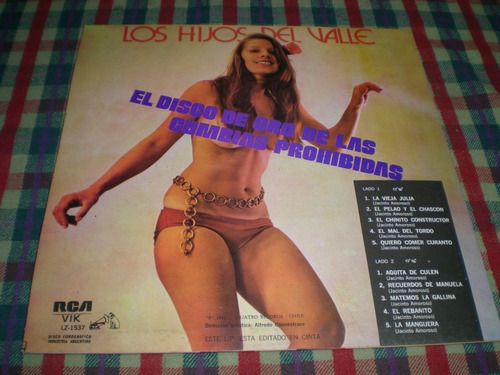 LOS HIJOS DEL VALLE
EL DISCO DE ORO DE LAS
CUMBIAS PROHIBIDAS
LADO 1
1. LA VIEJA JULIA
(Jacinto Amoroso)
2. EL PELAO Y EL CHASCON
(Jacinto Amoroso)
3. EL CHINITO CONSTRUCTOR
(Jacinto Amoroso)
4. EL MAL DEL TORDO
(Jacinto Amoroso)
5. QUIERO COMER CURANTO
(Jacinto Amoroso)
LADO 2
1. AGUITA DE CULEN
(Jacinto Amoroso)
2. RECUERDOS DE MANUELA
(Jacinto Amoroso)
3. MATEMOS LA GALLINA
(Jacinto Amoroso)
4. EL REBAÑITO
(Jacinto Amoroso)
5. LA MANGUERA
(Jacinto Amoroso)
RCA
VIK
LZ-1537
DISCO FONOGRAFICO
INDUSTRIA ARGENTINA
CHILE
Dirección Artística: Alfredo
ESTE L.P. ESTA EDITADO EN CINTA